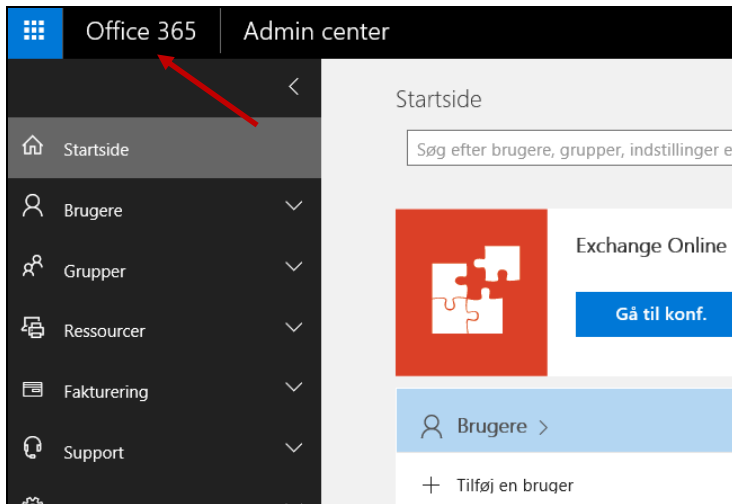 Office 365 Admin center
Startside
Brugere
Grupper
Ressourcer
Fakturering
Support
Startside
Søg efter brugere, grupper, indstillinger e
Exchange Online
Gå til konf.
Brugere
Tilføj en bruger